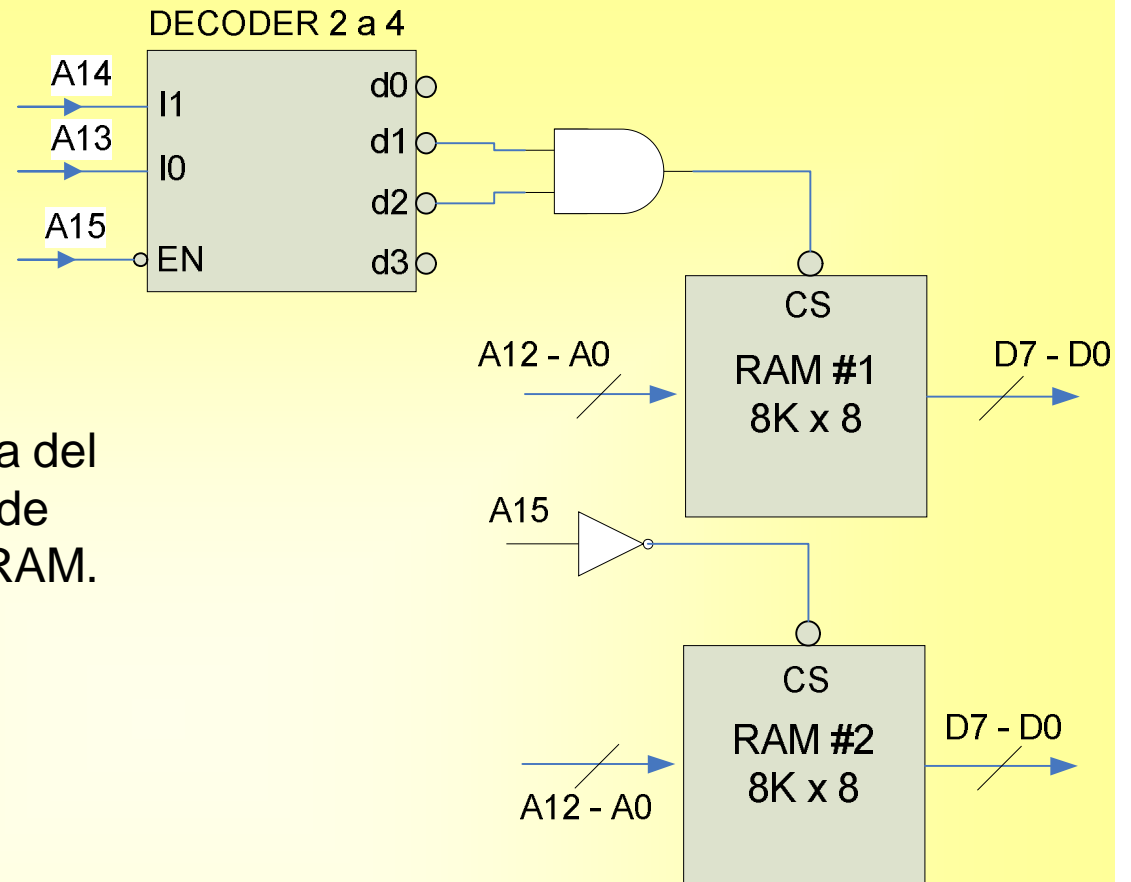 DECODER 2 a 4
A14
I1
d0
A13
I0
d1
d2
A15
EN
d3
CS
A12 - A0
RAM #1
8K x 8
D7 - D0
a del
de
RAM.
A15
CS
RAM #2
8K x 8
D7 - D0
A12 - A0